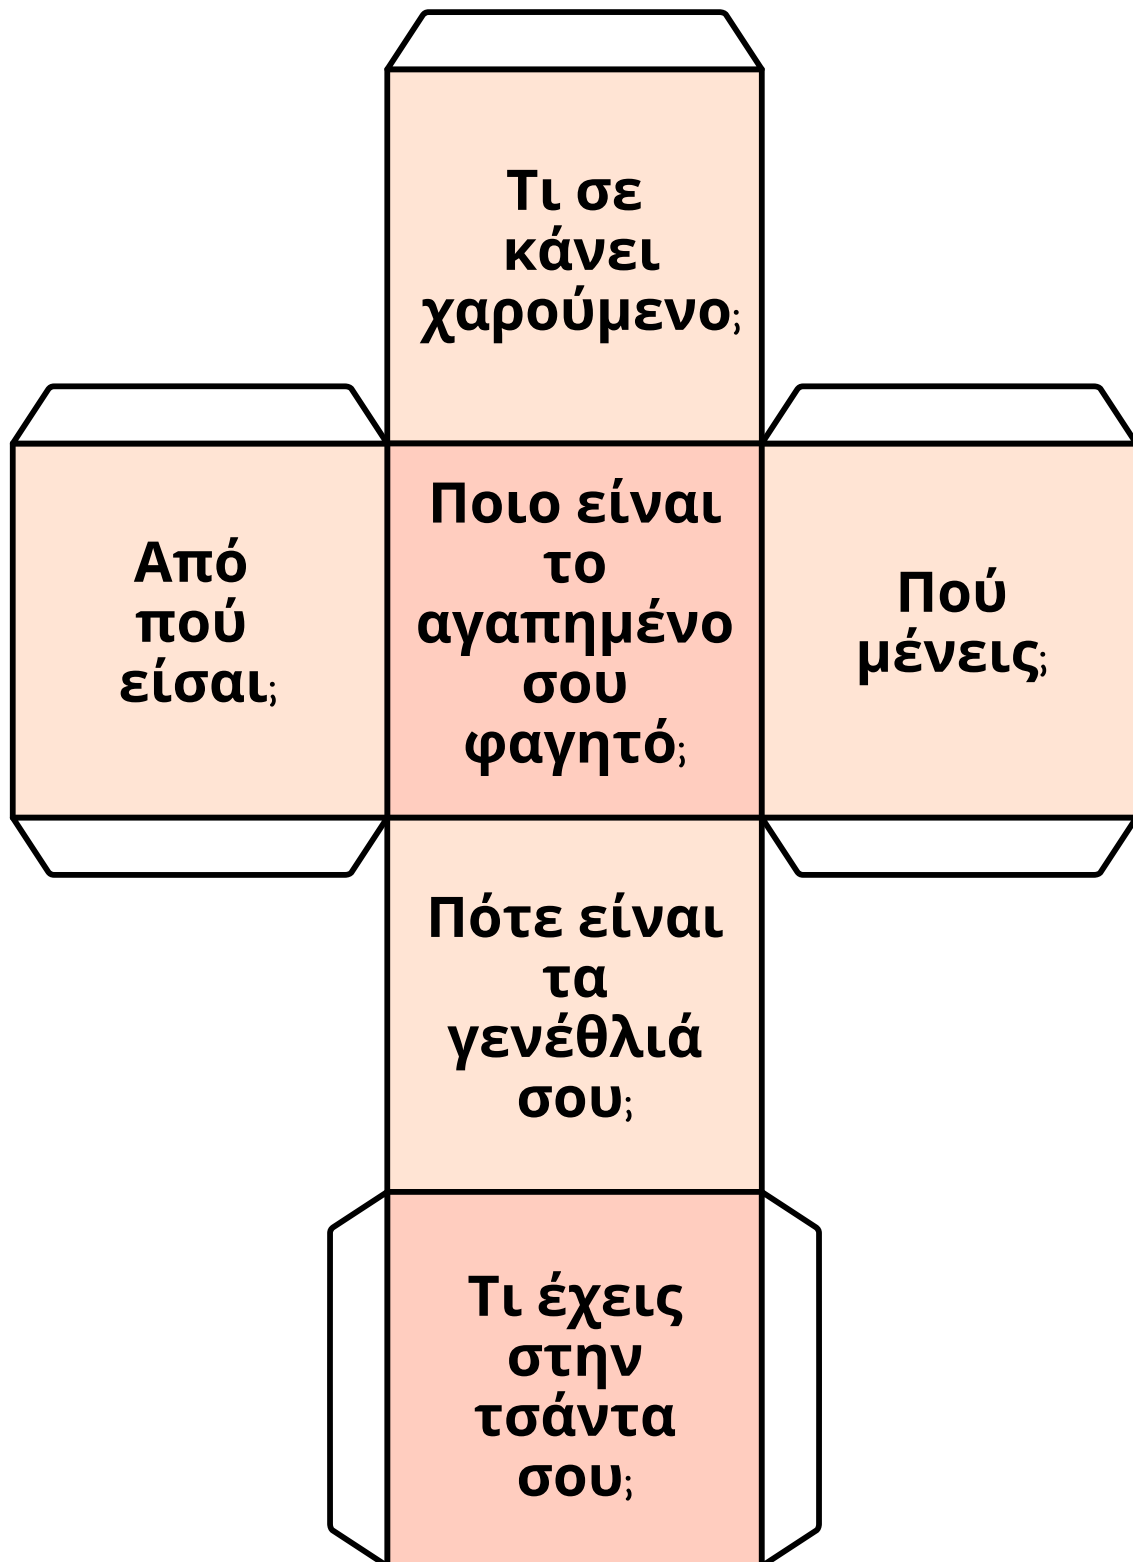 Τι σε
κάνει
χαρούμενο;
Από
πού
είσαι;
Ποιο είναι
το
αγαπημένο
σου
φαγητό;
Πού
μένεις;
Πότε είναι
τα
γενέθλιά
σου;
Τι έχεις
στην
τσάντα
σου;